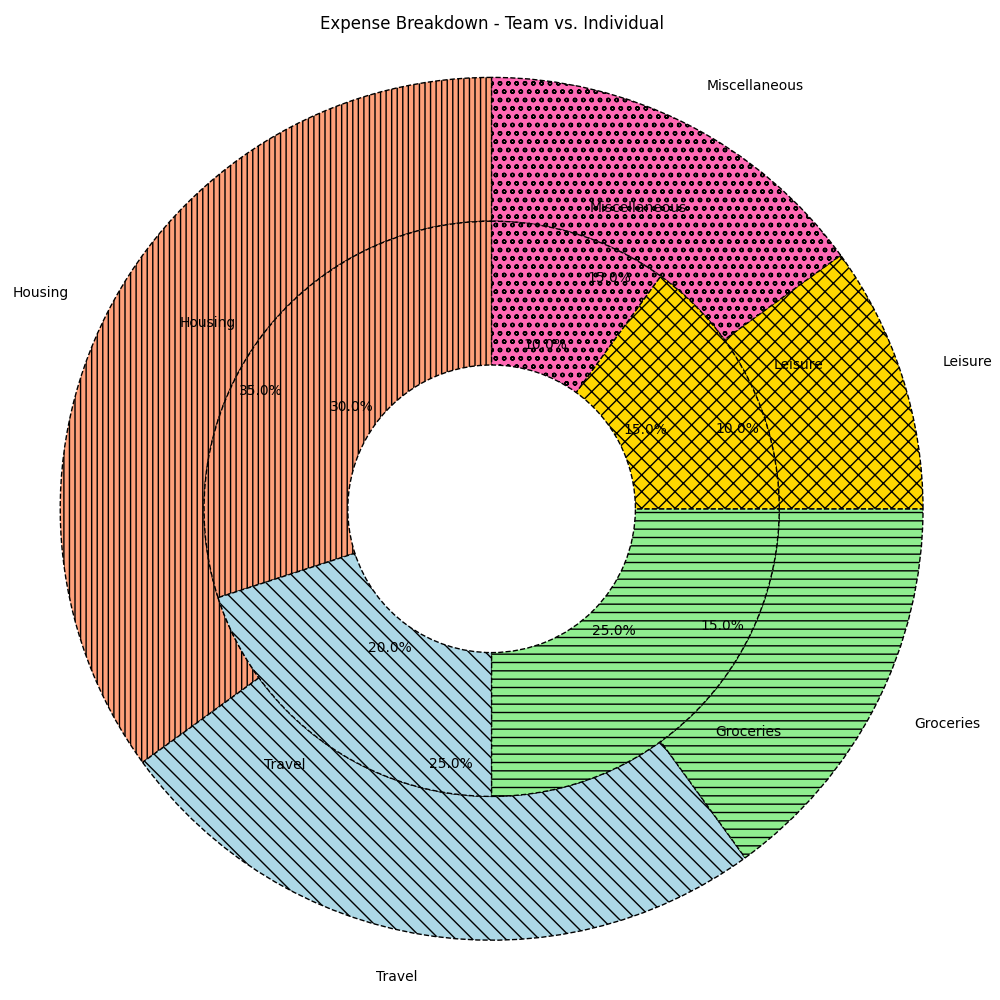 Expense Breakdown - Team vs. Individual
Miscellaneous
Miscellaneous
15.0%
Housing
Housing
10.0%
Leisure
Leisure
35.0%
30.0%
15.0%
10.0%
25.0%
15.0%
20.0%
Groceries
Groceries
Travel
25.0%
Travel